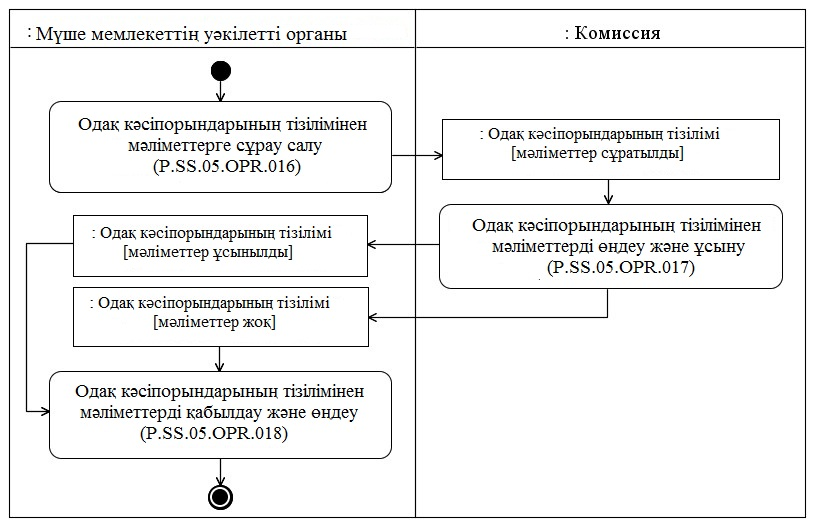 : Мүше мемлекеттің уәкілетті органы
: Комиссия
Одақ кәсіпорындарының тізілімінен
мәліметтерге сұрау салу
(P.SS.05.OPR.016)
: Одақ кәсіпорындарының тізілімі
[мәліметтер сұратылды]
Одақ кәсіпорындарының тізілімінен
мәліметтерді өңдеу және ұсыну
(P.SS.05.OPR.017)
: Одақ кәсіпорындарының тізілімі
[мәліметтер ұсынылды]
: Одақ кәсіпорындарының тізілімі
[мәліметтер жоқ]
Одақ кәсіпорындарының тізілімінен
мәліметтерді қабылдау және өңдеу
(P.SS.05.OPR.018)